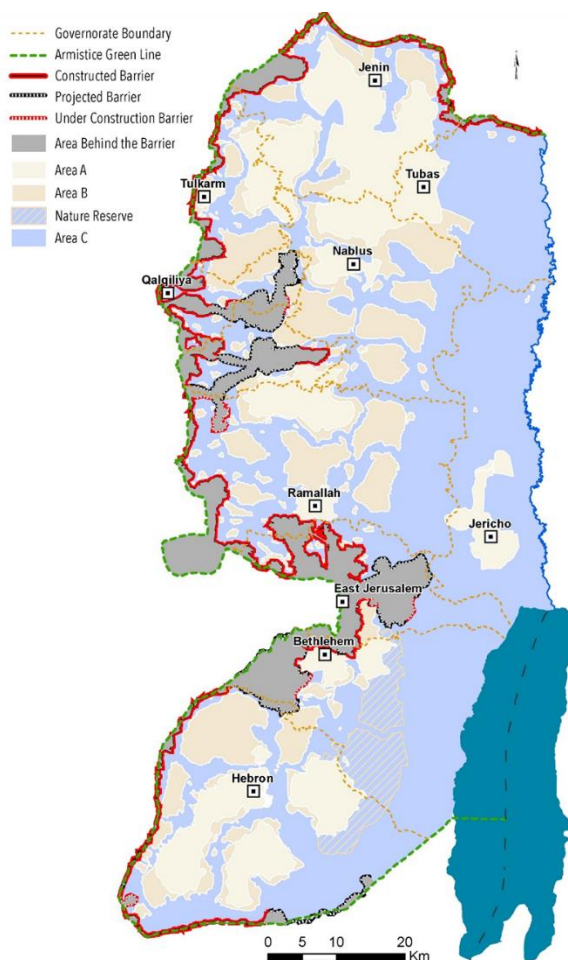 Governorate Boundary
Armistice Green Line
Constructed Barrier
Projected Barrier
Under Construction Barrier
Area Behind the Barrier
Area A
Area B
Nature Reserve
Area C
Jenin
Tubas
Tulkarm
Nablus
Qalgiliya
Ramallah
Jericho
East Jerusalem
Bethlehem
Hebron
0 5 10 20
Km